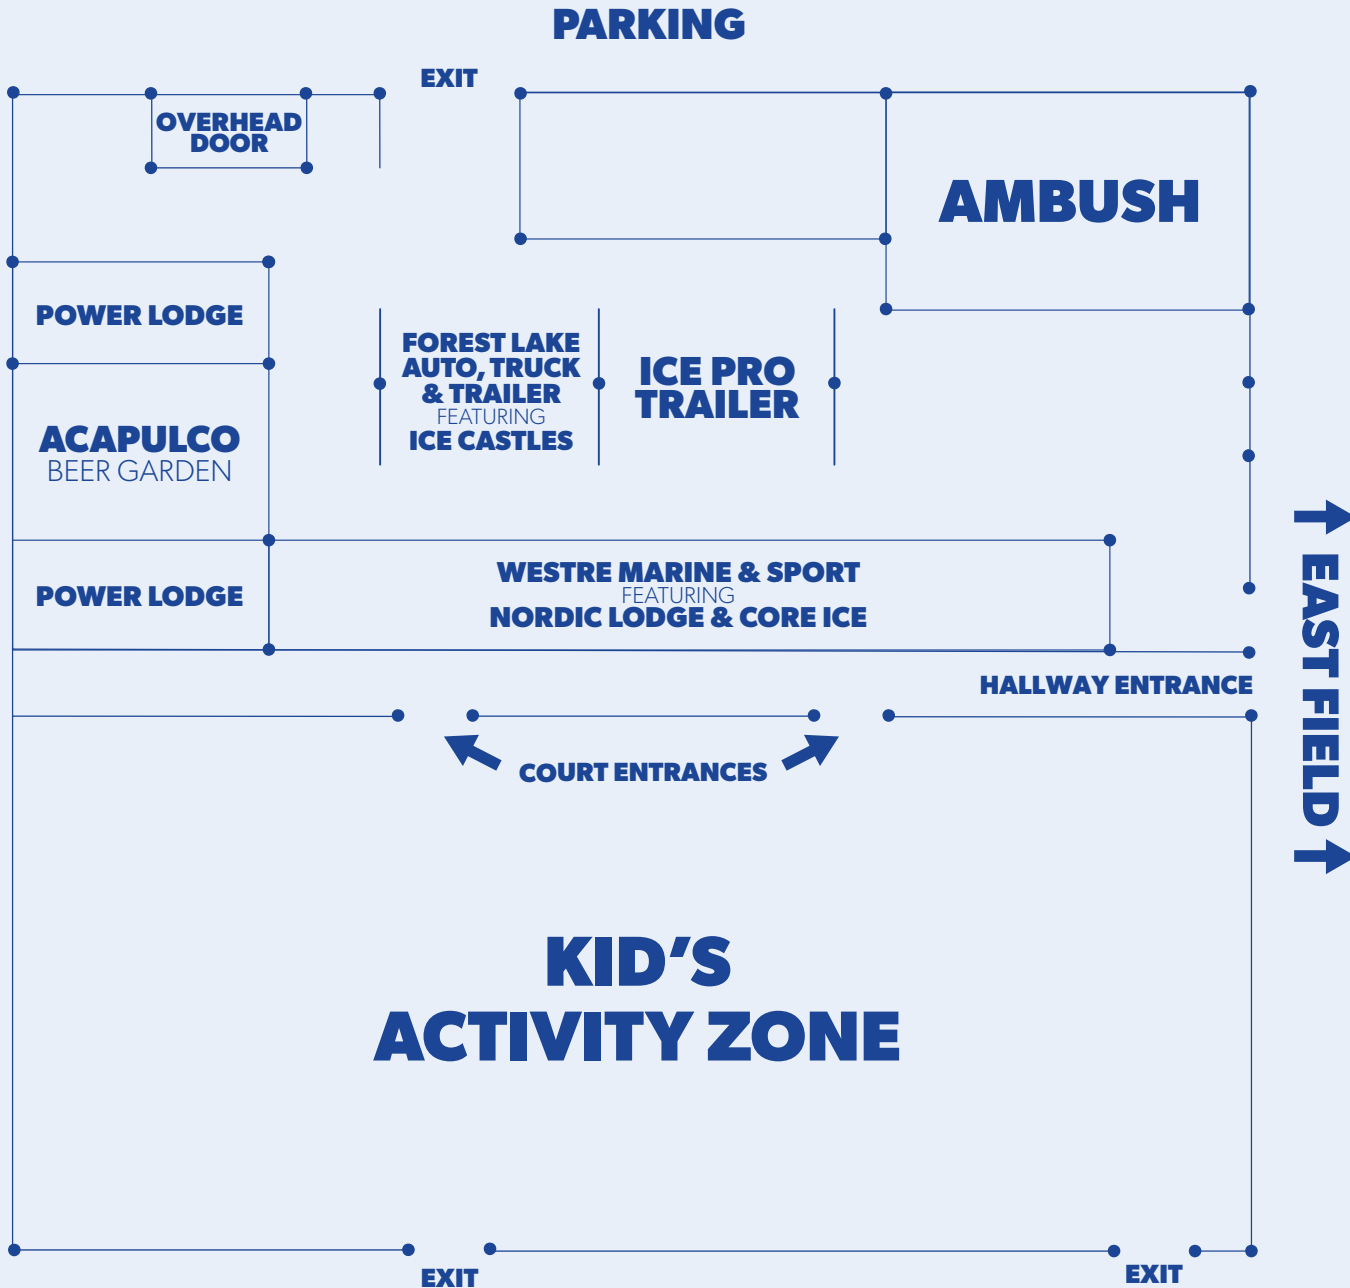 PARKING
EXIT
OVERHEAD
DOOR
AMBUSH
POWER LODGE
FOREST LAKE
AUTO, TRUCK
& TRAILER
FEATURING
ICE CASTLES
ICE PRO
TRAILER
ACAPULCO
BEER GARDEN
POWER LODGE
WESTRE MARINE & SPORT
FEATURING
NORDIC LODGE & CORE ICE
EAST FIELD
HALLWAY ENTRANCE
COURT ENTRANCES
KID'S
ACTIVITY ZONE
EXIT
EXIT